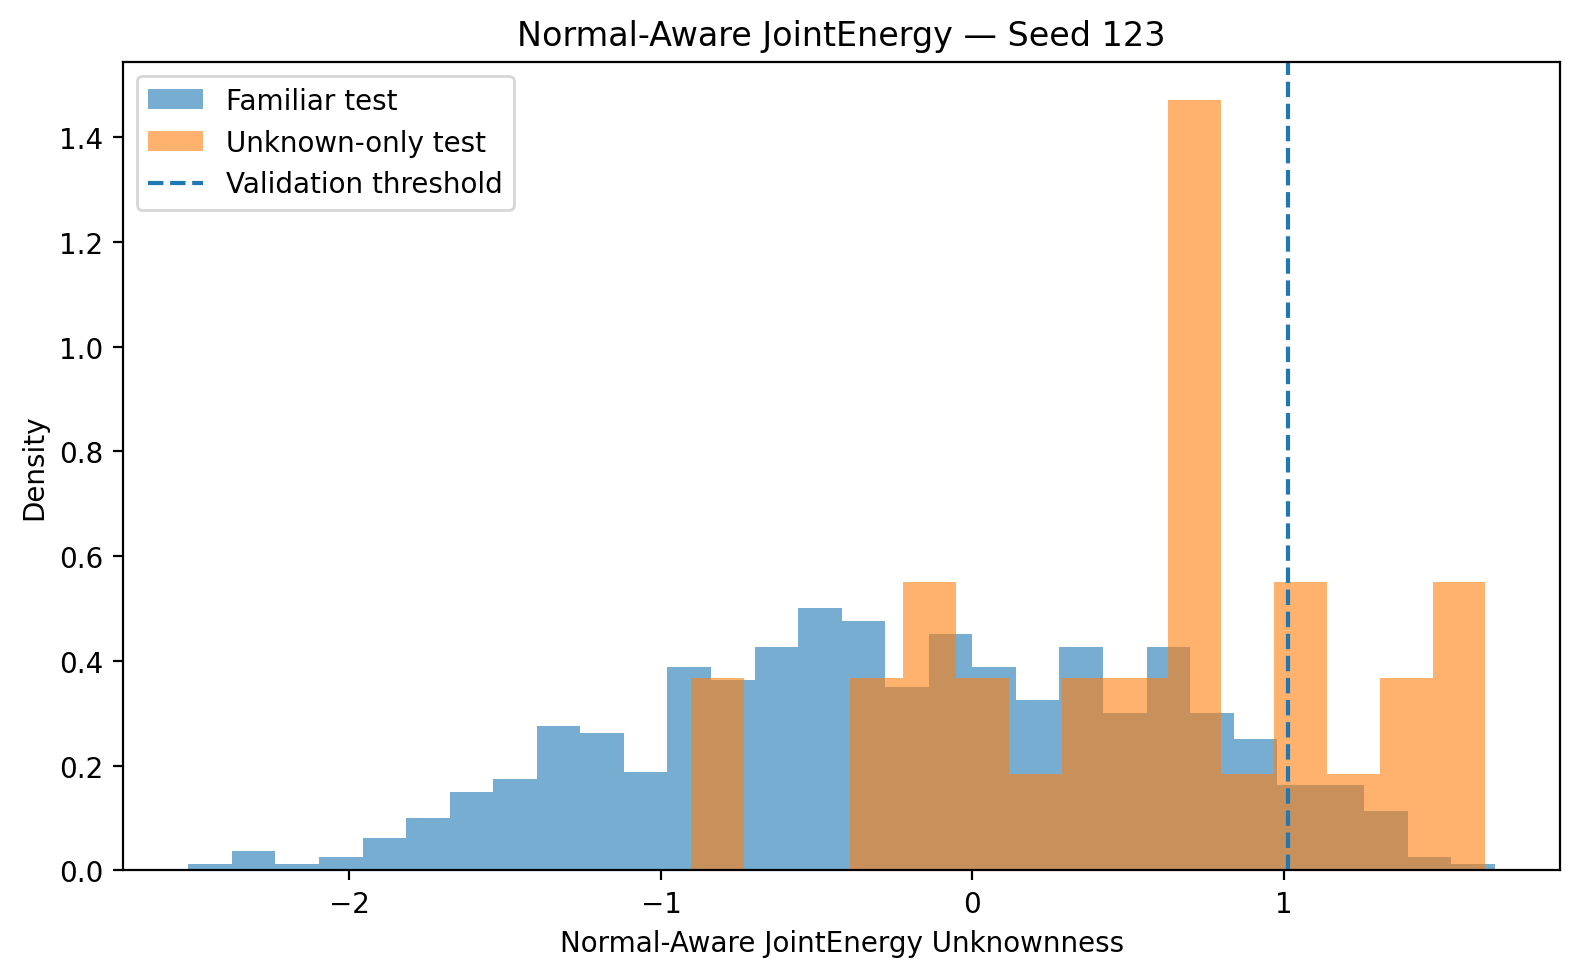 Normal-Aware JointEnergy — Seed 123
Familiar test
Unknown-only test
Validation threshold
1.4
1.2
1.0
0.8
0.6
0.4
0.2
0.0
Density
−2
−1
0
1
Normal-Aware JointEnergy Unknownness